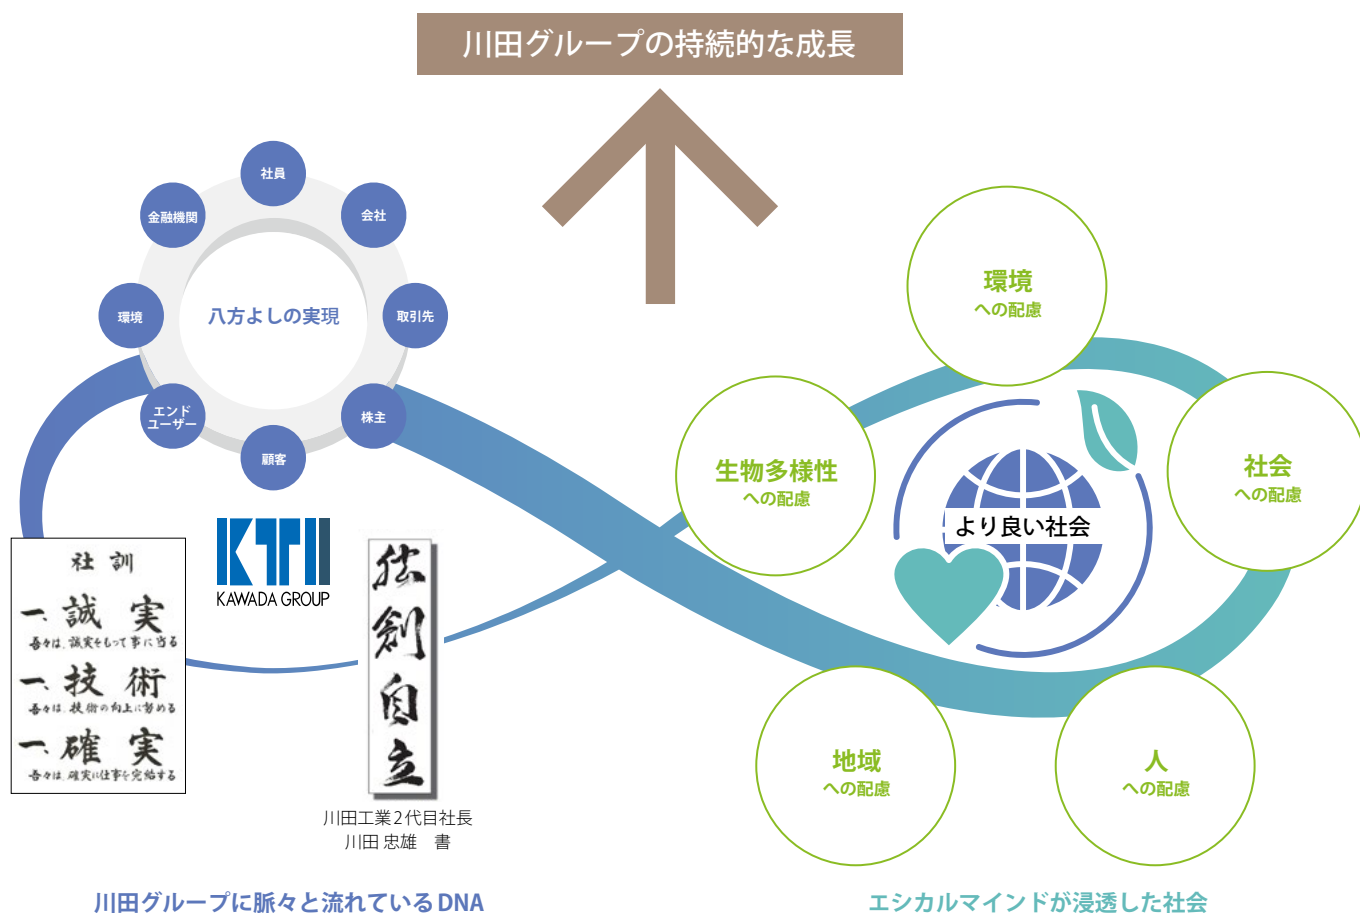 川田グループの持続的な成長
社員
会社
取引先
株主
顧客
エンド
ユーザー
環境
金融機関
八方よしの実現
社訓
一、誠実
吾々は、誠実をもって事に当る
一、技術
吾々は、技術の向上に努める
一、確実
吾々は、確実に仕事を完結する
KTI
KAWADA GROUP
創
自
立
川田工業2代目社長
川田 忠雄 書
川田グループに脈々と流れているDNA
環境
への配慮
社会
への配慮
人
への配慮
地域
への配慮
生物多様性
への配慮
より良い社会
エシカルマインドが浸透した社会